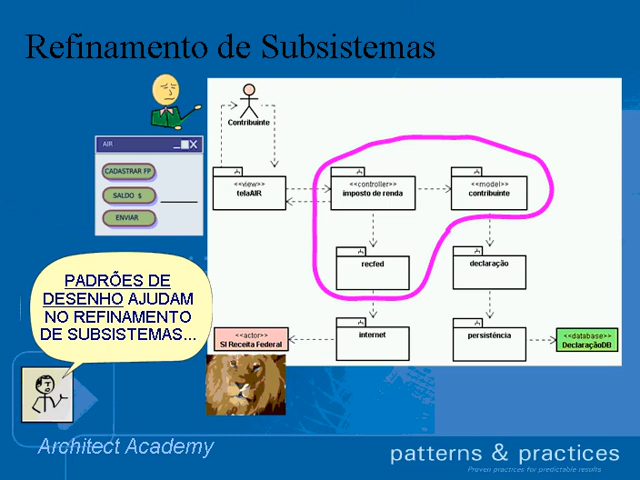 Refinamento de Subsistemas
Contribuinte
AIR
CADASTRAR FP
SALDO $
ENVIAR
<<view>>
telaAIR
<<controller>>
imposto de renda
<<model>>
contribuinte
recfed
declaração
PADRÕES DE
DESENHO AJUDAM
NO REFINAMENTO
DE SUBSISTEMAS...
<<actor>>
SI Receita Federal
internet
persistência
<<database>>
DeclaraçãoDB
Architect Academy
patterns & practices
Proven practices for predictable results